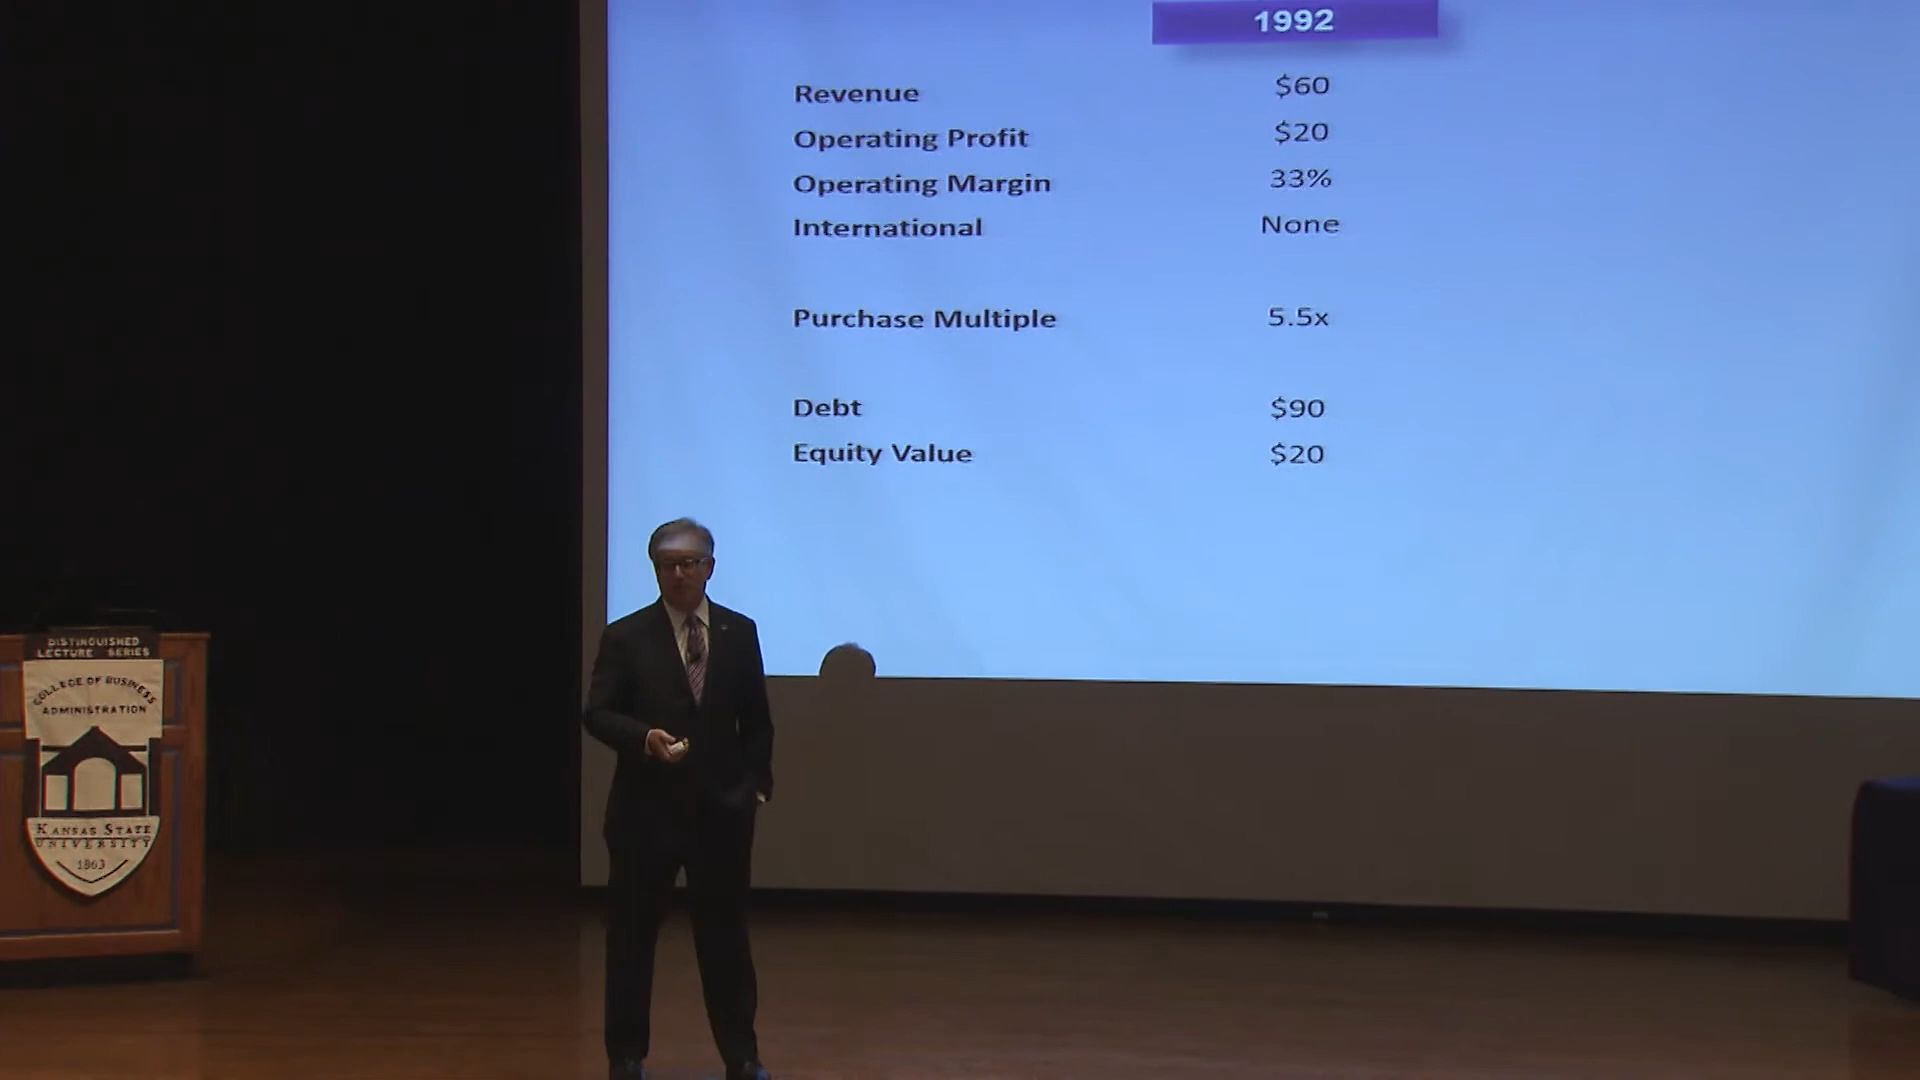 1992
Revenue $60
Operating Profit $20
Operating Margin 33%
International None
Purchase Multiple 5.5x
Debt $90
Equity Value $20
DISTINGUISHED
LECTURE SERIES
COLLEGE OF BUSINESS
ADMINISTRATION
KANSAS STATE
UNIVERSITY
1863